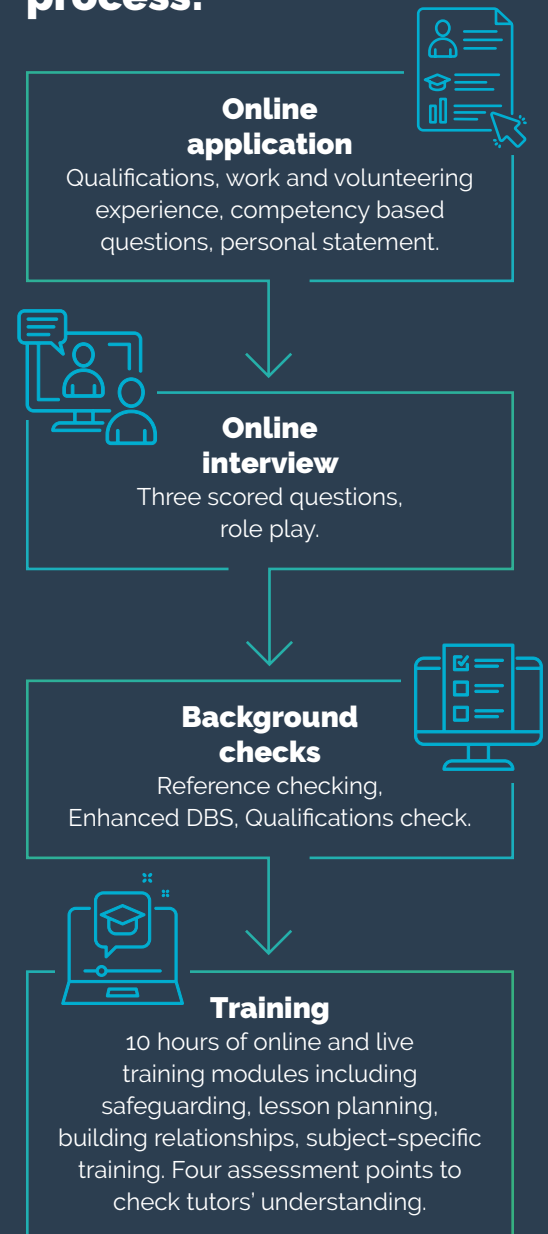 process:
Online
application
Qualifications, work and volunteering
experience, competency based
questions, personal statement.
Online
interview
Three scored questions,
role play.
Background
checks
Reference checking,
Enhanced DBS, Qualifications check.
Training
10 hours of online and live
training modules including
safeguarding, lesson planning,
building relationships, subject-specific
training. Four assessment points to
check tutors’ understanding.